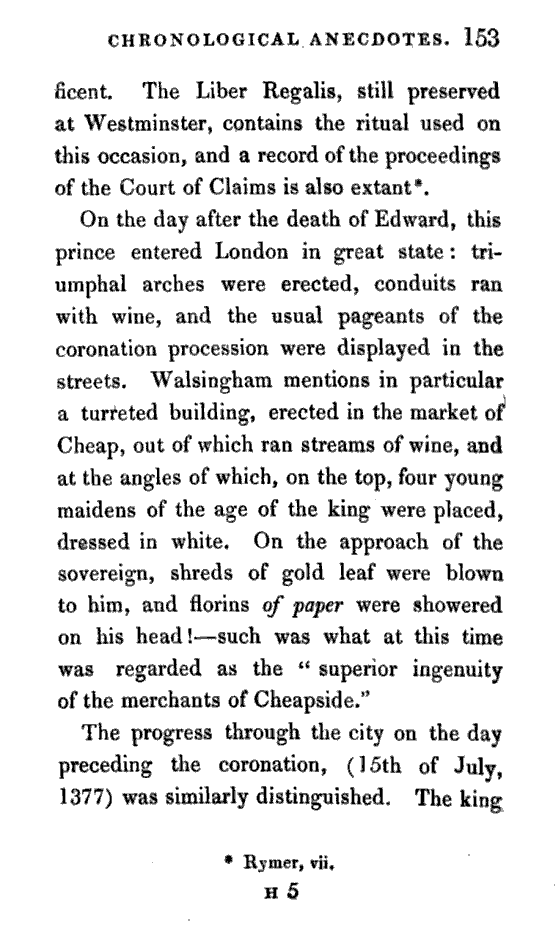 CHRONOLOGICAL ANECDOTES. 153
ficent. The Liber Regalis, still preserved
at Westminster, contains the ritual used on
this occasion, and a record of the proceedings
of the Court of Claims is also extant*.
On the day after the death of Edward, this
prince entered London in great state : tri-
umphal arches were erected, conduits ran
with wine, and the usual pageants of the
coronation procession were displayed in the
streets. Walsingham mentions in particular
a turreted building, erected in the market of
Cheap, out of which ran streams of wine, and
at the angles of which, on the top, four young
maidens of the age of the king were placed,
dressed in white. On the approach of the
sovereign, shreds of gold leaf were blown
to him, and florins of paper were showered
on his head !—such was what at this time
was regarded as the “ superior ingenuity
of the merchants of Cheapside.”
The progress through the city on the day
preceding the coronation, (15th of July,
1377) was similarly distinguished. The king
* Rymer, vii.
H 5